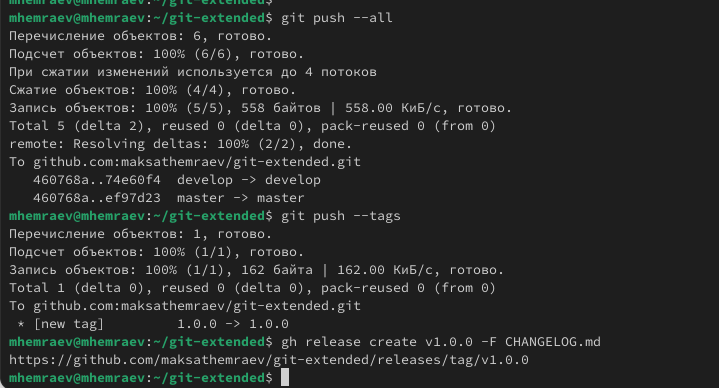 mhemraev@mhemraev:~/git-extended$
mhemraev@mhemraev:~/git-extended$ git push --all
Перечисление объектов: 6, готово.
Подсчет объектов: 100% (6/6), готово.
При сжатии изменений используется до 4 потоков
Сжатие объектов: 100% (4/4), готово.
Запись объектов: 100% (5/5), 558 байтов | 558.00 КиБ/с, готово.
Total 5 (delta 2), reused 0 (delta 0), pack-reused 0 (from 0)
remote: Resolving deltas: 100% (2/2), done.
To github.com:maksathemraev/git-extended.git
   460768a..74e60f4  develop -> develop
   460768a..ef97d23  master -> master
mhemraev@mhemraev:~/git-extended$ git push --tags
Перечисление объектов: 1, готово.
Подсчет объектов: 100% (1/1), готово.
Запись объектов: 100% (1/1), 162 байта | 162.00 КиБ/с, готово.
Total 1 (delta 0), reused 0 (delta 0), pack-reused 0 (from 0)
To github.com:maksathemraev/git-extended.git
 * [new tag]         1.0.0 -> 1.0.0
mhemraev@mhemraev:~/git-extended$ gh release create v1.0.0 -F CHANGELOG.md
https://github.com/maksathemraev/git-extended/releases/tag/v1.0.0
mhemraev@mhemraev:~/git-extended$